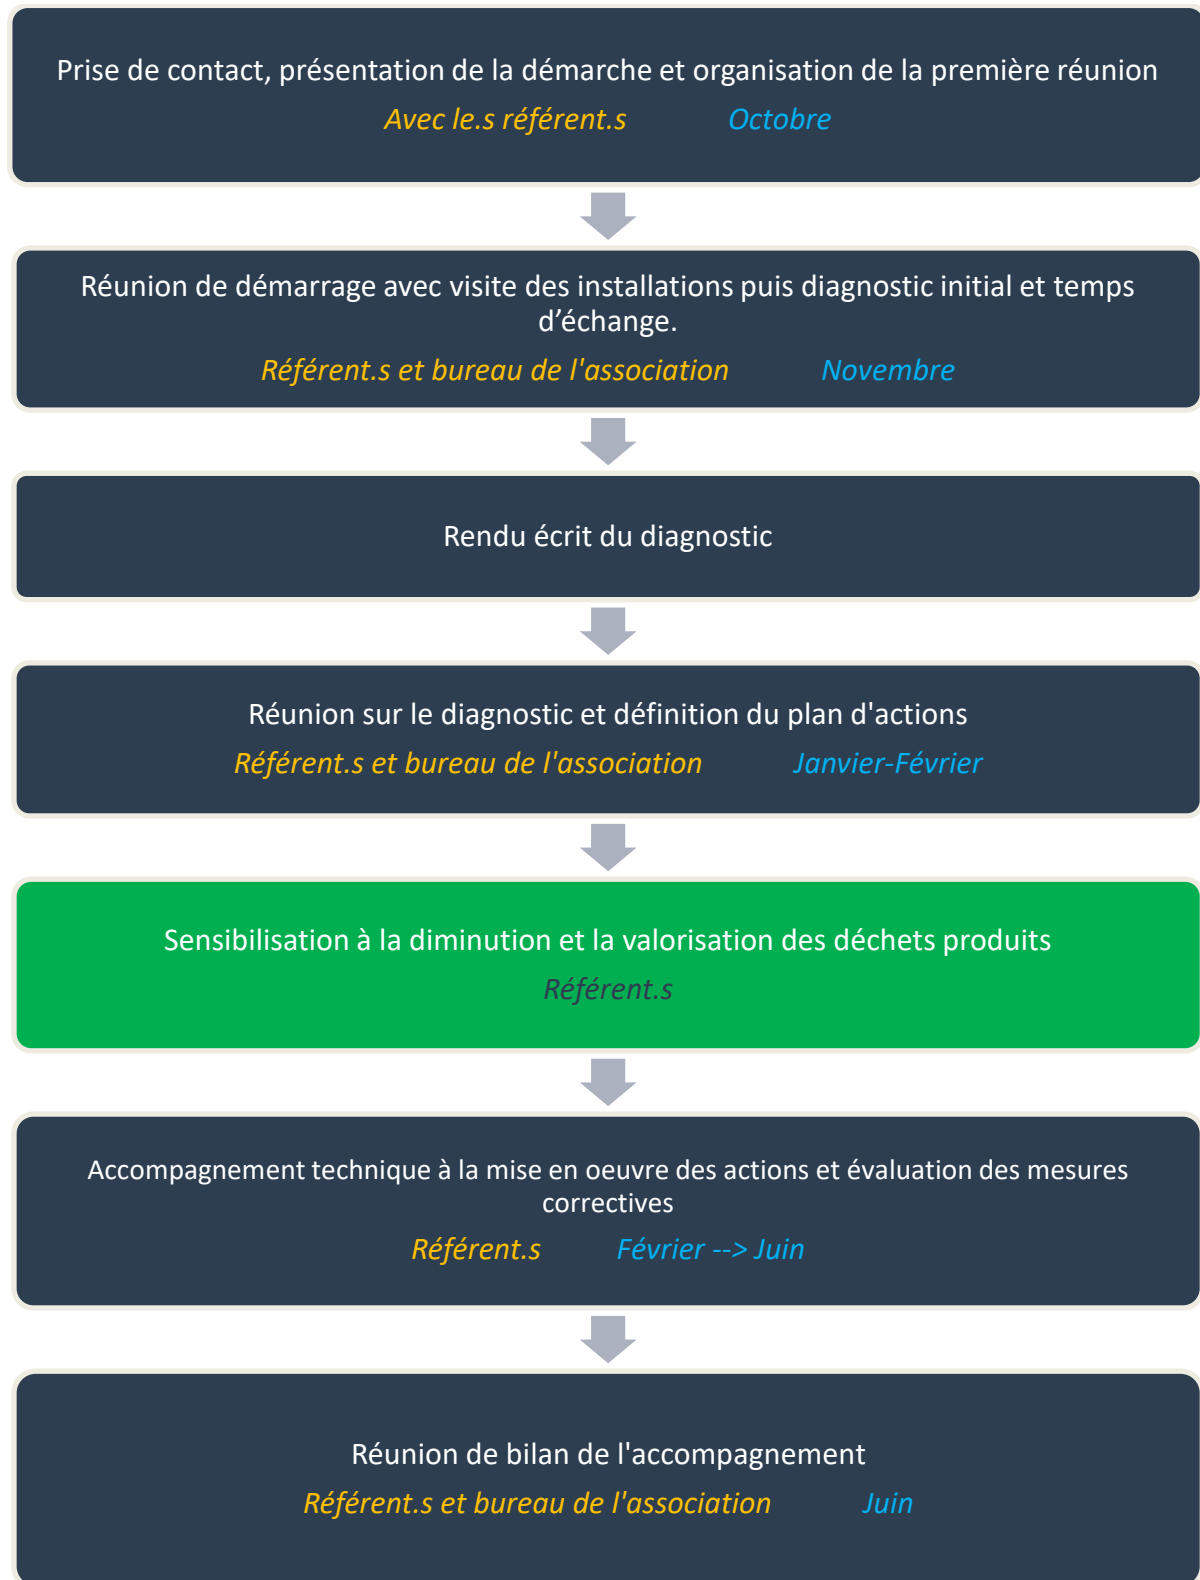 Prise de contact, présentation de la démarche et organisation de la première réunion
Avec le.s référent.s Octobre
Réunion de démarrage avec visite des installations puis diagnostic initial et temps
d’échange.
Référent.s et bureau de l'association Novembre
Rendu écrit du diagnostic
Réunion sur le diagnostic et définition du plan d'actions
Référent.s et bureau de l'association Janvier-Février
Sensibilisation à la diminution et la valorisation des déchets produits
Référent.s
Accompagnement technique à la mise en oeuvre des actions et évaluation des mesures
correctives
Référent.s Février --> Juin
Réunion de bilan de l'accompagnement
Référent.s et bureau de l'association Juin